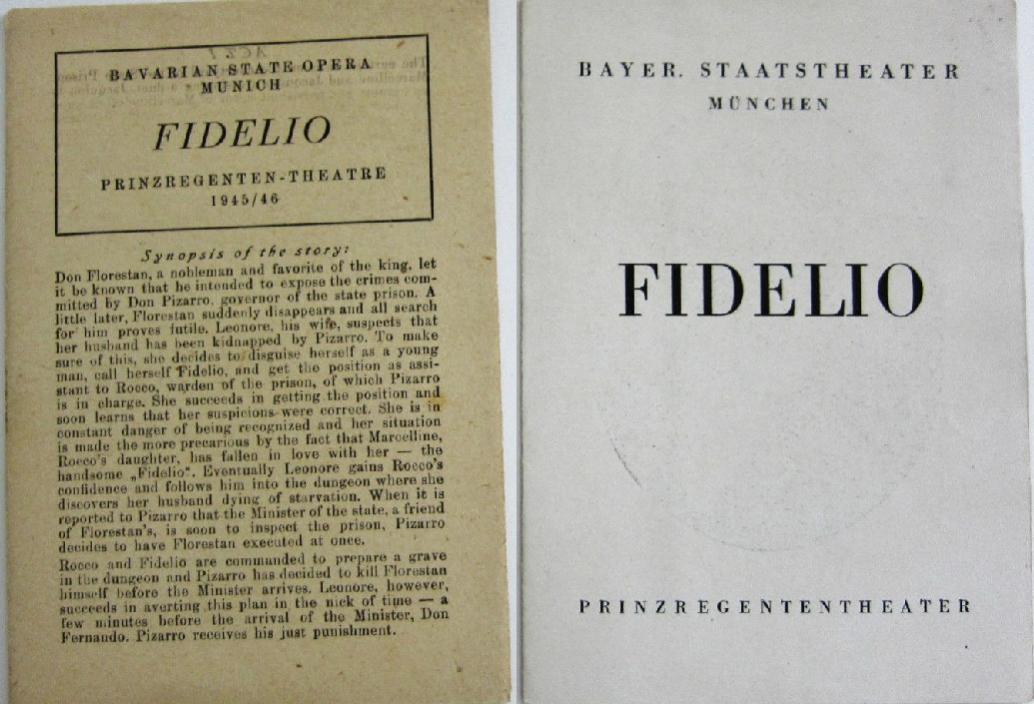 BAVARIAN STATE OPERA
MUNICH
FIDELIO
PRINZREGENTEN-THEATRE
1945/46
Synopsis of the story:
Don Florestan, a nobleman and favorite of the king, let
it be known that he intended to expose the crimes com-
mitted by Don Pizarro, governor of the state prison. A
little later, Florestan suddenly disappears and all search
for him proves futile. Leonore, his wife, suspects that
her husband has been kidnapped by Pizarro. To make
sure of this, she decides to disguise herself as a young
man, call herself Fidelio, and get the position as assi-
stant to Rocco, warden of the prison, of which Pizarro
is in charge. She succeeds in getting the position and
soon learns that her suspicions were correct. She is in
constant danger of being recognized and her situation
is made the more precarious by the fact that Marcelline,
Rocco's daughter, has fallen in love with her — the
handsome „Fidelio“. Eventually Leonore gains Rocco's
confidence and follows him into the dungeon where she
discovers her husband dying of starvation. When it is
reported to Pizarro that the Minister of the state, a friend
of Florestan's, is soon to inspect the prison, Pizarro
decides to have Florestan executed at once.
Rocco and Fidelio are commanded to prepare a grave
in the dungeon and Pizarro has decided to kill Florestan
himself before the Minister arrives. Leonore, however,
succeeds in averting this plan in the nick of time — a
few minutes before the arrival of the Minister, Don
Fernando. Pizarro receives his just punishment.
BAYER. STAATSTHEATER
MÜNCHEN
FIDELIO
PRINZREGENTENTHEATER